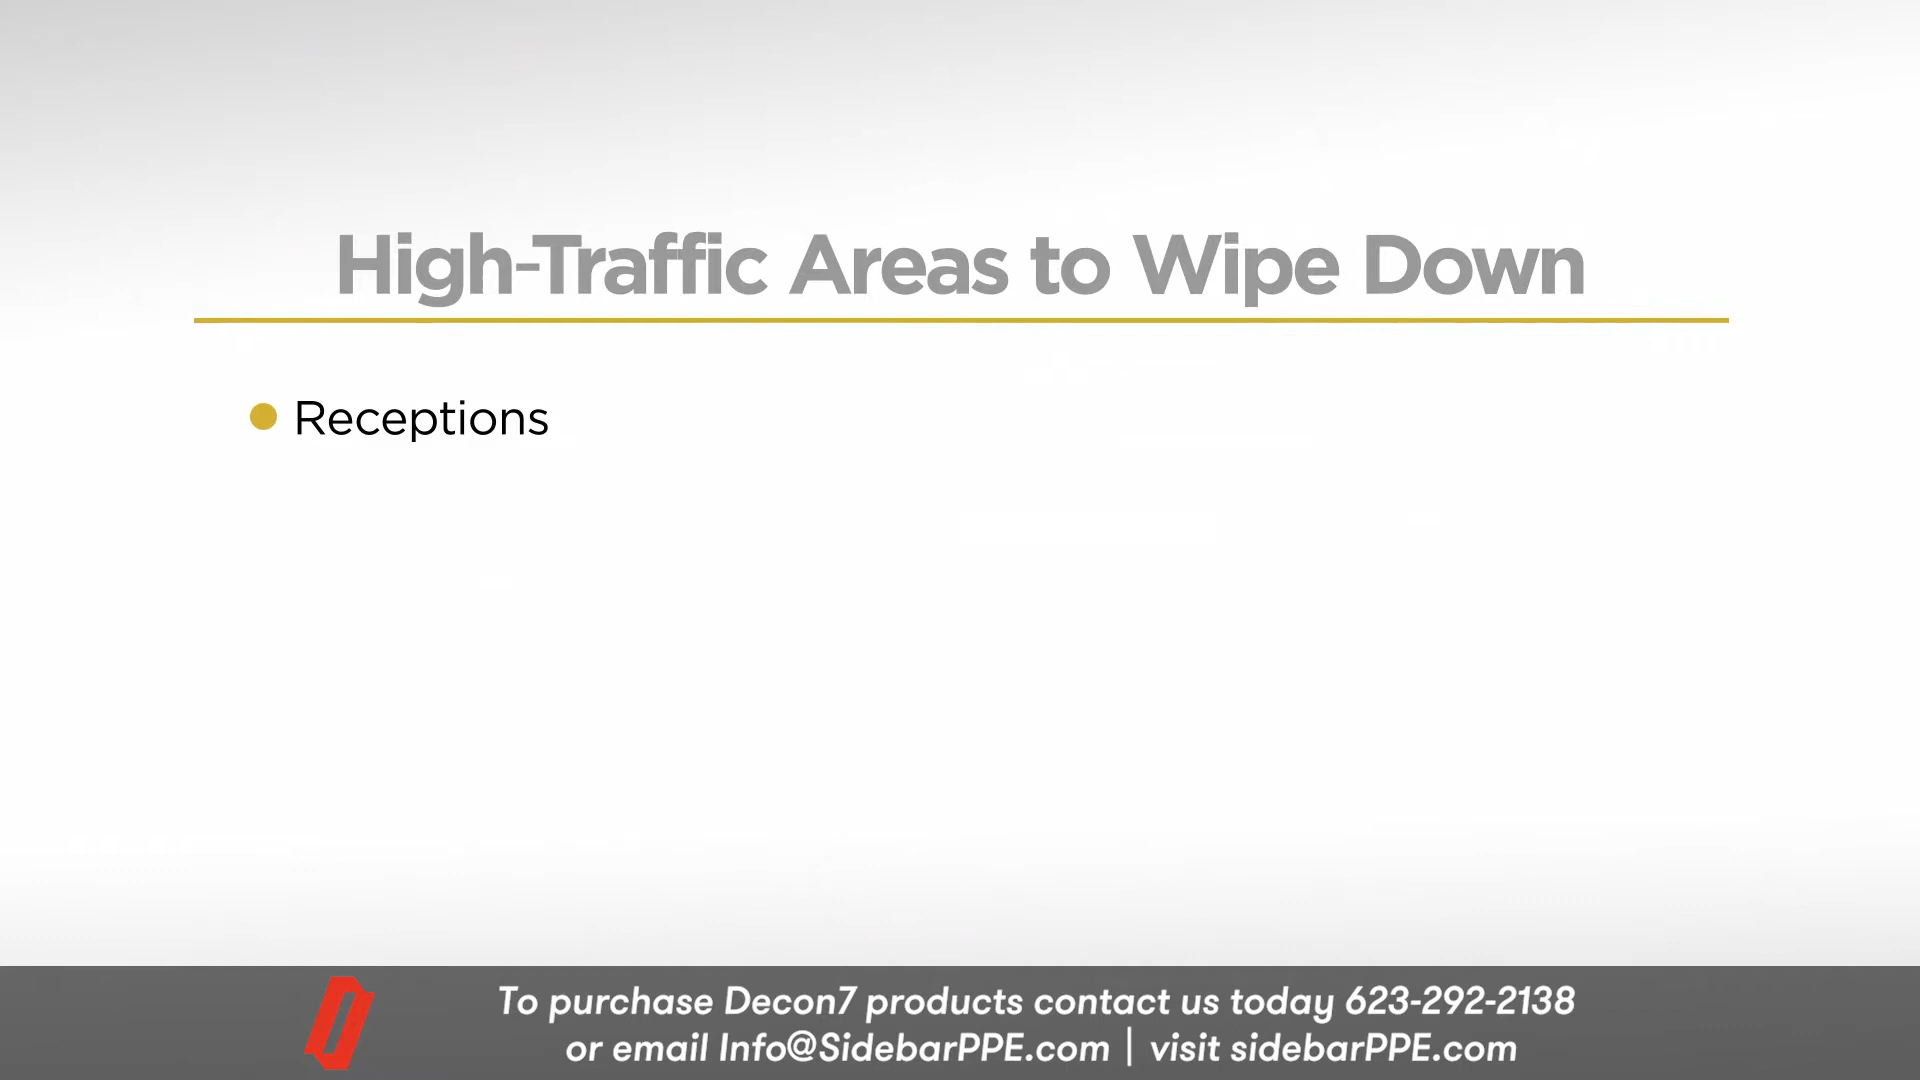 High-Traffic Areas to Wipe Down
Receptions
To purchase Decon7 products contact us today 623-292-2138
or email Info@SidebarPPE.com | visit sidebarPPE.com